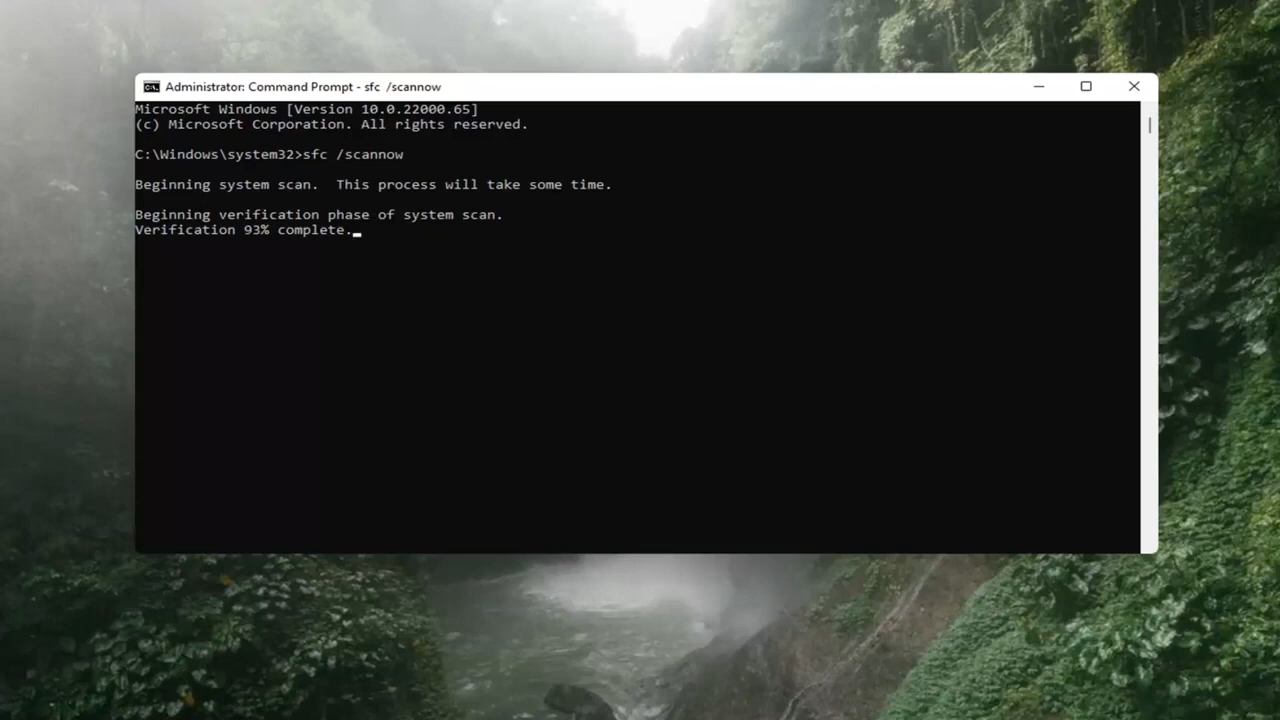 Administrator: Command Prompt - sfc  /scannow
Microsoft Windows [Version 10.0.22000.65]
(c) Microsoft Corporation. All rights reserved.
C:\Windows\system32>sfc /scannow
Beginning system scan.  This process will take some time.
Beginning verification phase of system scan.
Verification 93% complete.